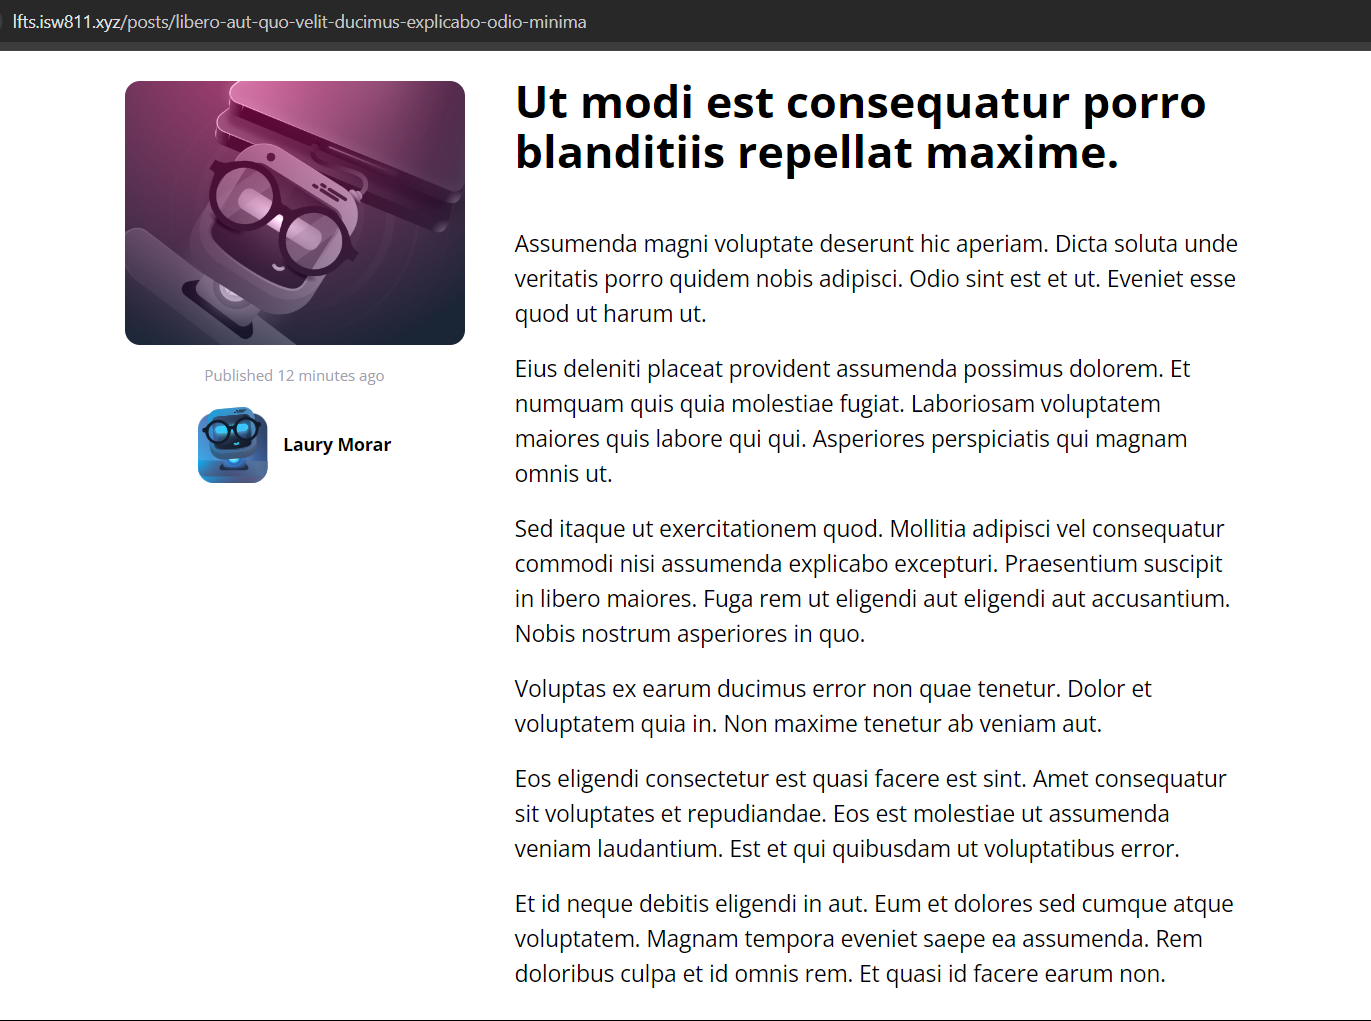 lfts.isw811.xyz/posts/libero-aut-quo-velit-ducimus-explicabo-odio-minima
Published 12 minutes ago
Laury Morar
Ut modi est consequatur porro
blanditiis repellat maxime.
Assumenda magni voluptate deserunt hic aperiam. Dicta soluta unde
veritatis porro quidem nobis adipisci. Odio sint est et ut. Eveniet esse
quod ut harum ut.
Eius deleniti placeat provident assumenda possimus dolorem. Et
numquam quis quia molestiae fugiat. Laboriosam voluptatem
maiores quis labore qui qui. Asperiores perspiciatis qui magnam
omnis ut.
Sed itaque ut exercitationem quod. Mollitia adipisci vel consequatur
commodi nisi assumenda explicabo excepturi. Praesentium suscipit
in libero maiores. Fuga rem ut eligendi aut eligendi aut accusantium.
Nobis nostrum asperiores in quo.
Voluptas ex earum ducimus error non quae tenetur. Dolor et
voluptatem quia in. Non maxime tenetur ab veniam aut.
Eos eligendi consectetur est quasi facere est sint. Amet consequatur
sit voluptates et repudiandae. Eos est molestiae ut assumenda
veniam laudantium. Est et qui quibusdam ut voluptatibus error.
Et id neque debitis eligendi in aut. Eum et dolores sed cumque atque
voluptatem. Magnam tempora eveniet saepe ea assumenda. Rem
doloribus culpa et id omnis rem. Et quasi id facere earum non.